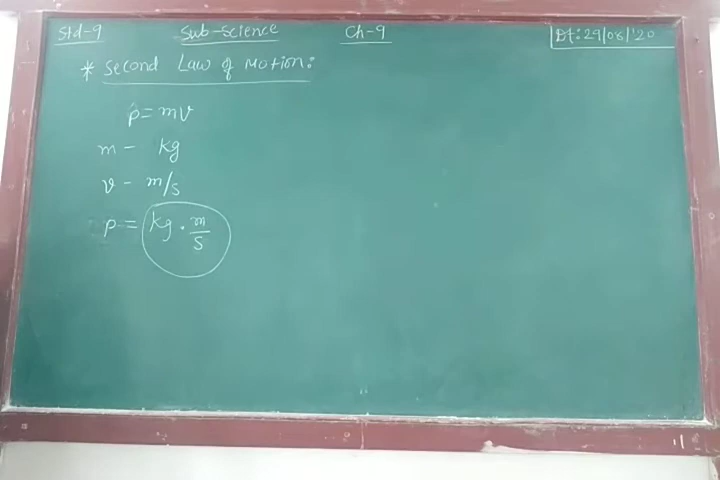 Std-9 Sub-Science Ch-9 Dt:29/08/'20
* Second Law of Motion:
p=mv
m - kg
v - m/s
p = kg . m/s